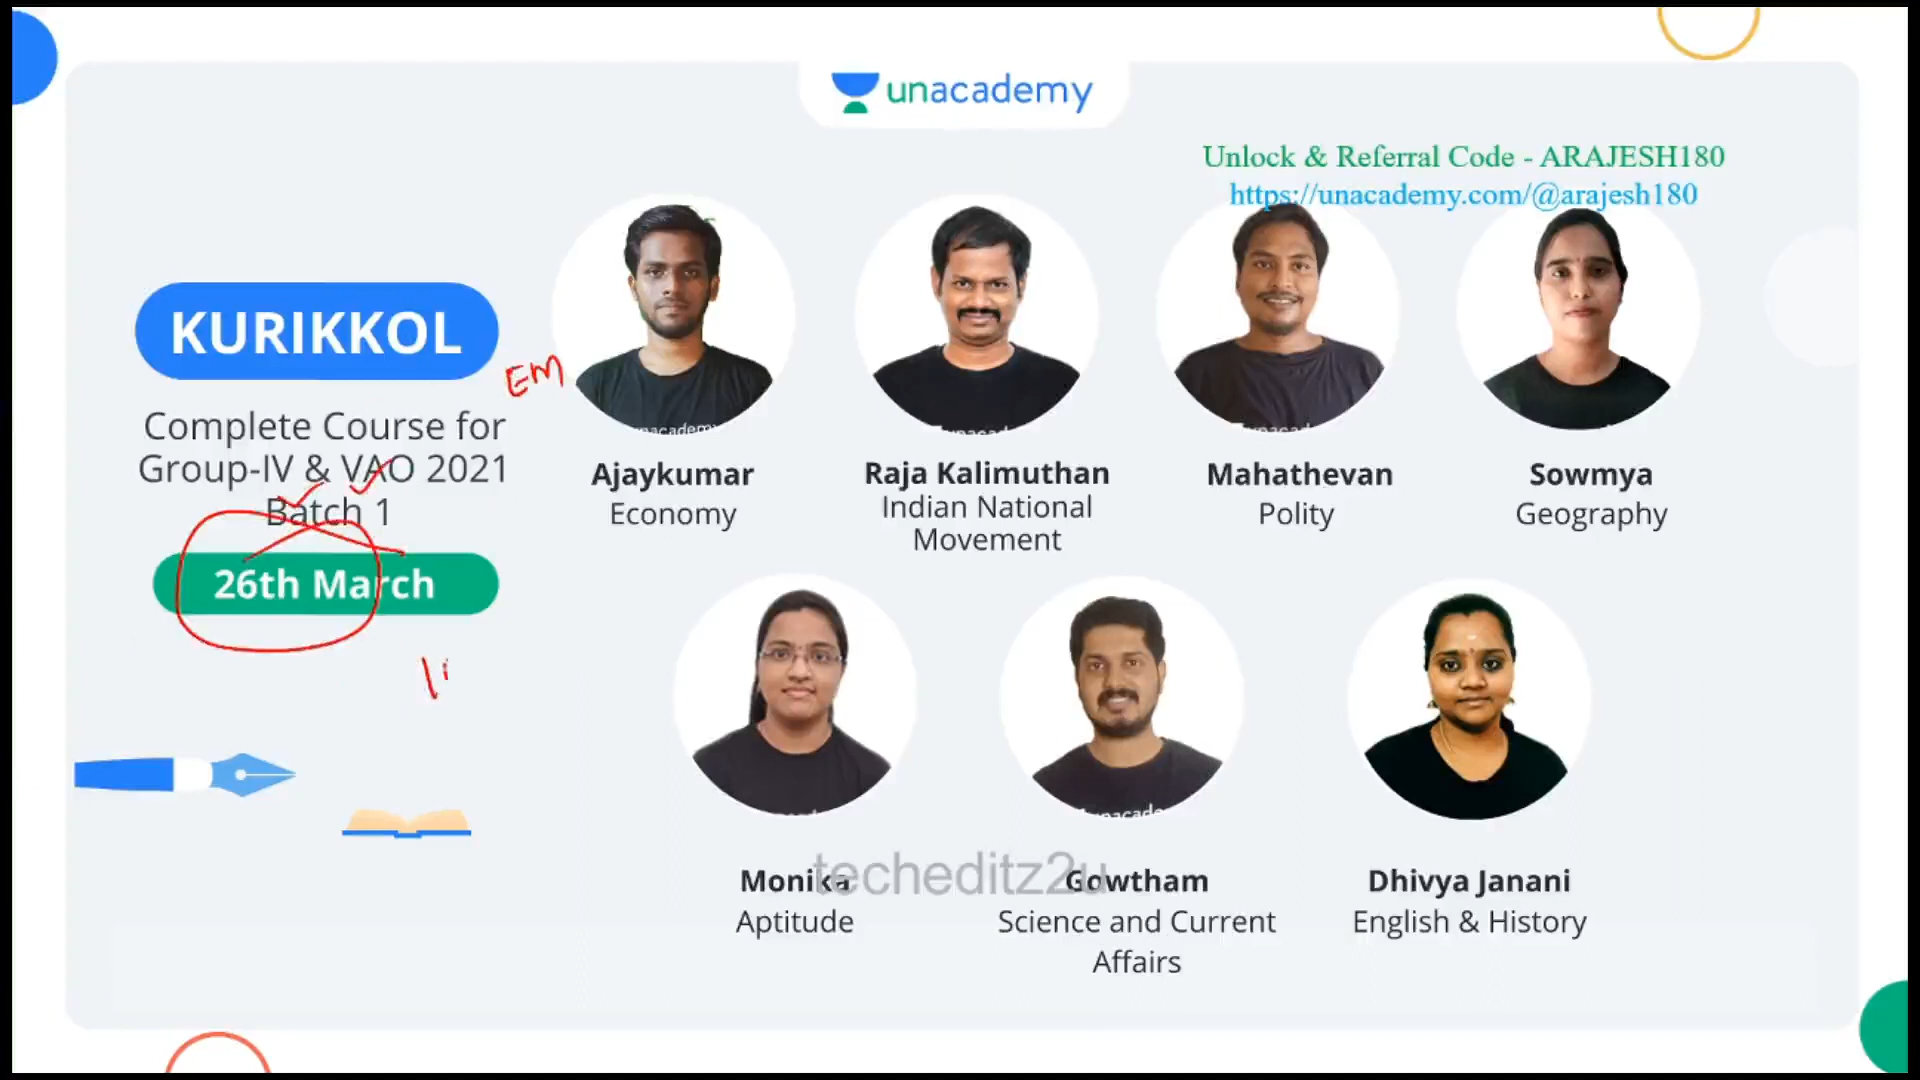 unacademy
Unlock & Referral Code - ARAJESH180
https://unacademy.com/@arajesh180
KURIKKOL
Complete Course for
Group-IV & VAO 2021
Batch 1
26th March
EM
Ajaykumar
Economy
Raja Kalimuthan
Indian National
Movement
Mahathevan
Polity
Sowmya
Geography
Monika
Aptitude
Gowtham
Science and Current
Affairs
Dhivya Janani
English & History
techeditz2u